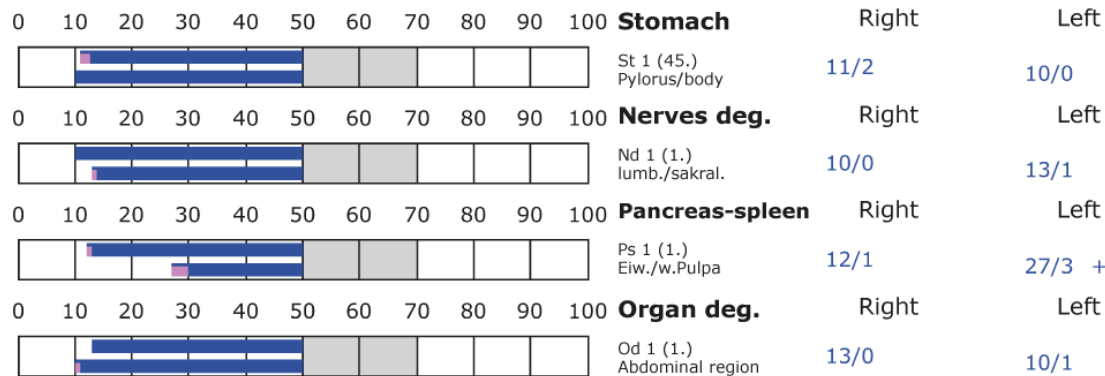 0 10 20 30 40 50 60 70 80 90 100 Stomach Right Left
St 1 (45.) 11/2 10/0
Pylorus/body
0 10 20 30 40 50 60 70 80 90 100 Nerves deg. Right Left
Nd 1 (1.) 10/0 13/1
lumb./sakral.
0 10 20 30 40 50 60 70 80 90 100 Pancreas-spleen Right Left
Ps 1 (1.) 12/1 27/3 +
Eiw./w.Pulpa
0 10 20 30 40 50 60 70 80 90 100 Organ deg. Right Left
Od 1 (1.) 13/0 10/1
Abdominal region